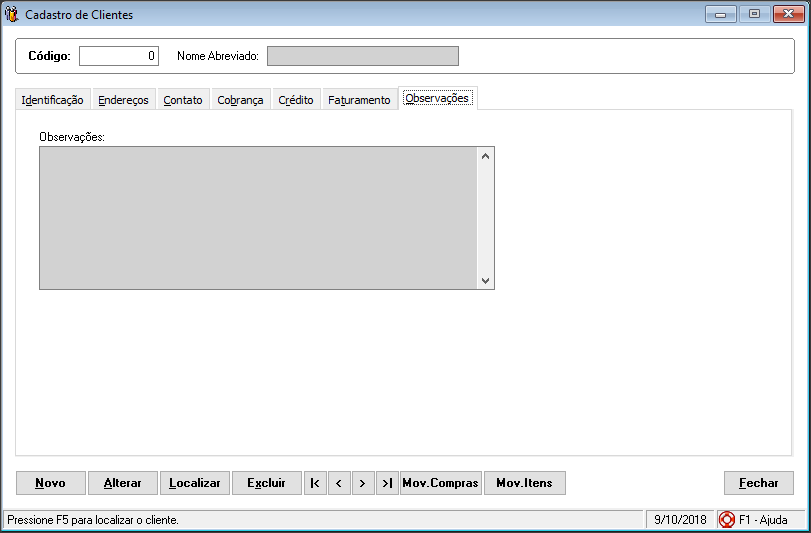 Cadastro de Clientes
Código: 0 Nome Abreviado:
Identificação Endereços Contato Cobrança Crédito Faturamento Observações
Observações:
Novo Alterar Localizar Excluir |< < > >| Mov.Compras Mov.Itens Fechar
Pressione F5 para localizar o cliente. 9/10/2018 F1 - Ajuda